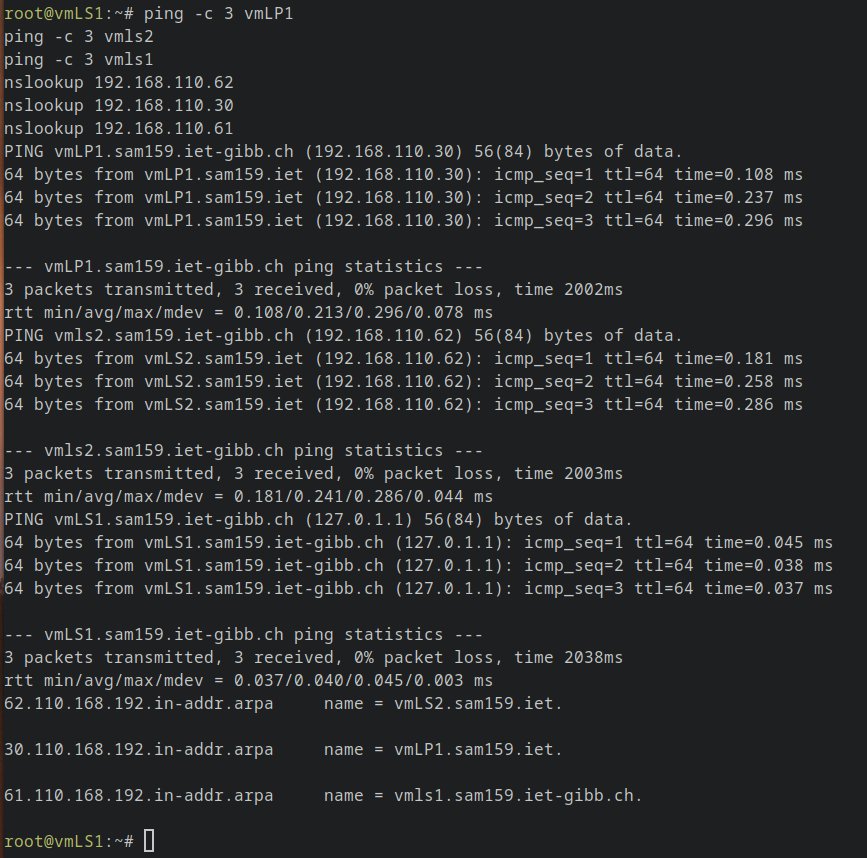 root@vmLS1:~# ping -c 3 vmLP1
ping -c 3 vmls2
ping -c 3 vmls1
nslookup 192.168.110.62
nslookup 192.168.110.30
nslookup 192.168.110.61
PING vmLP1.sam159.iet-gibb.ch (192.168.110.30) 56(84) bytes of data.
64 bytes from vmLP1.sam159.iet (192.168.110.30): icmp_seq=1 ttl=64 time=0.108 ms
64 bytes from vmLP1.sam159.iet (192.168.110.30): icmp_seq=2 ttl=64 time=0.237 ms
64 bytes from vmLP1.sam159.iet (192.168.110.30): icmp_seq=3 ttl=64 time=0.296 ms

--- vmLP1.sam159.iet-gibb.ch ping statistics ---
3 packets transmitted, 3 received, 0% packet loss, time 2002ms
rtt min/avg/max/mdev = 0.108/0.213/0.296/0.078 ms
PING vmls2.sam159.iet-gibb.ch (192.168.110.62) 56(84) bytes of data.
64 bytes from vmLS2.sam159.iet (192.168.110.62): icmp_seq=1 ttl=64 time=0.181 ms
64 bytes from vmLS2.sam159.iet (192.168.110.62): icmp_seq=2 ttl=64 time=0.258 ms
64 bytes from vmLS2.sam159.iet (192.168.110.62): icmp_seq=3 ttl=64 time=0.286 ms

--- vmls2.sam159.iet-gibb.ch ping statistics ---
3 packets transmitted, 3 received, 0% packet loss, time 2003ms
rtt min/avg/max/mdev = 0.181/0.241/0.286/0.044 ms
PING vmLS1.sam159.iet-gibb.ch (127.0.1.1) 56(84) bytes of data.
64 bytes from vmLS1.sam159.iet-gibb.ch (127.0.1.1): icmp_seq=1 ttl=64 time=0.045 ms
64 bytes from vmLS1.sam159.iet-gibb.ch (127.0.1.1): icmp_seq=2 ttl=64 time=0.038 ms
64 bytes from vmLS1.sam159.iet-gibb.ch (127.0.1.1): icmp_seq=3 ttl=64 time=0.037 ms

--- vmLS1.sam159.iet-gibb.ch ping statistics ---
3 packets transmitted, 3 received, 0% packet loss, time 2038ms
rtt min/avg/max/mdev = 0.037/0.040/0.045/0.003 ms
62.110.168.192.in-addr.arpa     name = vmLS2.sam159.iet.

30.110.168.192.in-addr.arpa     name = vmLP1.sam159.iet.

61.110.168.192.in-addr.arpa     name = vmls1.sam159.iet-gibb.ch.

root@vmLS1:~#